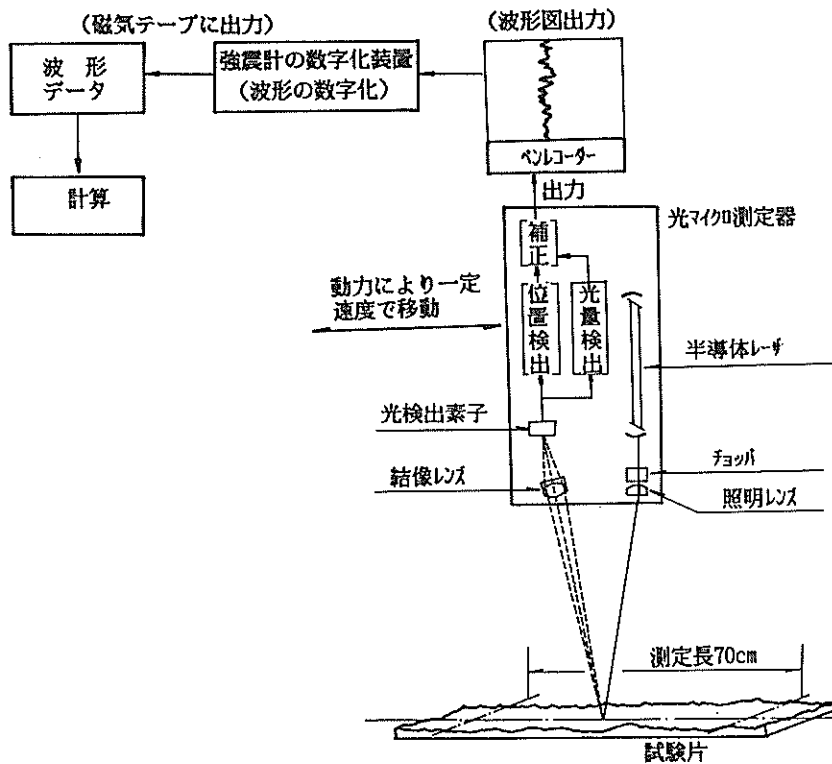 （磁気テープに出力）
（波形図出力）
波 形
データ
強震計の数字化装置
（波形の数字化）
ペンレコーダー
計算
出力
光マイクロ測定器
補正
動力により一定
速度で移動
位置検出
光量検出
半導体レーザ
光検出素子
チョッパ
結像レンズ
照明レンズ
測定長70cm
試験片